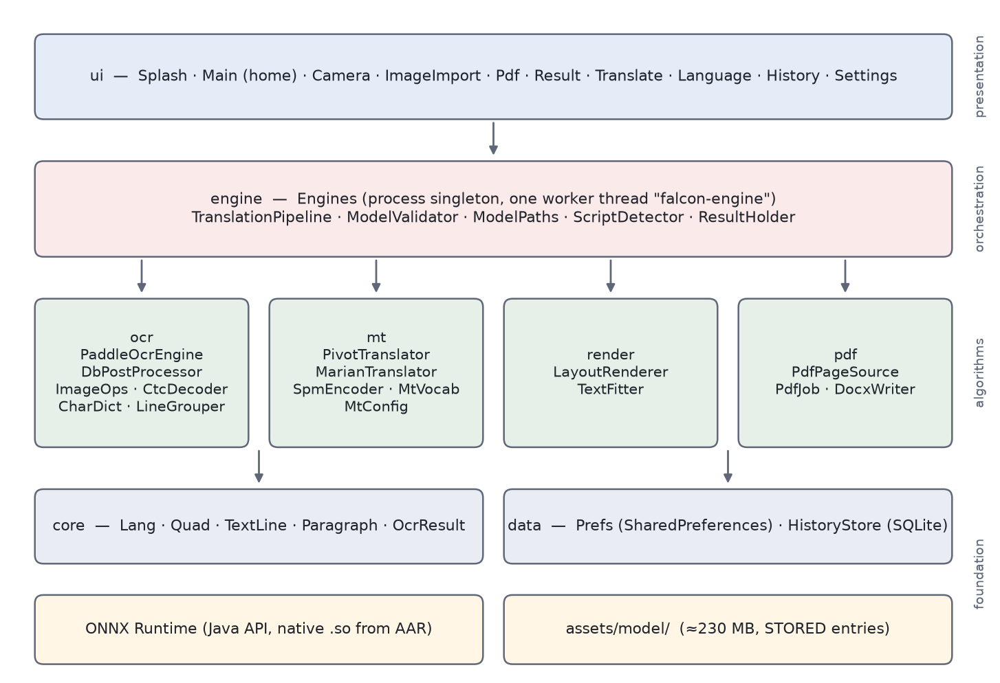 ui — Splash · Main (home) · Camera · ImageImport · Pdf · Result · Translate · Language · History · Settings
presentation
engine — Engines (process singleton, one worker thread "falcon-engine")
TranslationPipeline · ModelValidator · ModelPaths · ScriptDetector · ResultHolder
orchestration
ocr
PaddleOcrEngine
DbPostProcessor
ImageOps · CtcDecoder
CharDict · LineGrouper
mt
PivotTranslator
MarianTranslator
SpmEncoder · MtVocab
MtConfig
render
LayoutRenderer
TextFitter
pdf
PdfPageSource
PdfJob · DocxWriter
algorithms
core — Lang · Quad · TextLine · Paragraph · OcrResult
data — Prefs (SharedPreferences) · HistoryStore (SQLite)
foundation
ONNX Runtime (Java API, native .so from AAR)
assets/model/ (≈230 MB, STORED entries)